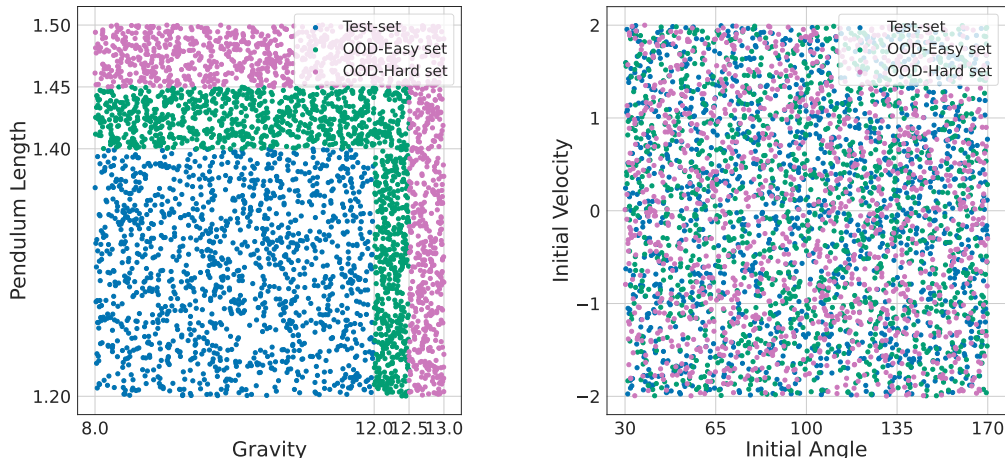 1.50
1.45
1.40
1.20
Pendulum Length
8.0
12.0
12.5
13.0
Gravity
Test-set
OOD-Easy set
OOD-Hard set
2
1
0
−1
−2
Initial Velocity
30
65
100
135
170
Initial Angle
Test-set
OOD-Easy set
OOD-Hard set